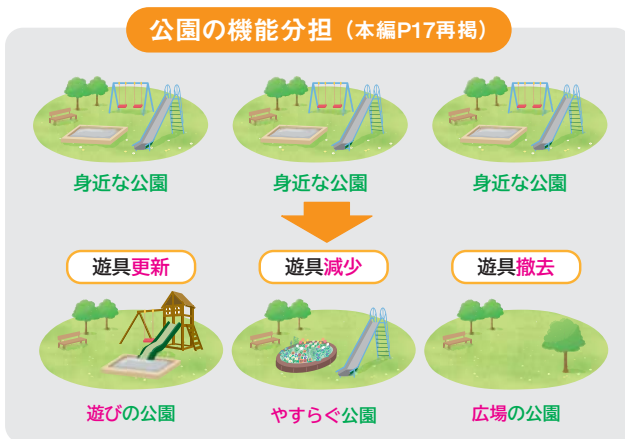 公園の機能分担（本編P17再掲）
身近な公園
身近な公園
身近な公園
遊具更新
遊具減少
遊具撤去
遊びの公園
やすらぐ公園
広場の公園